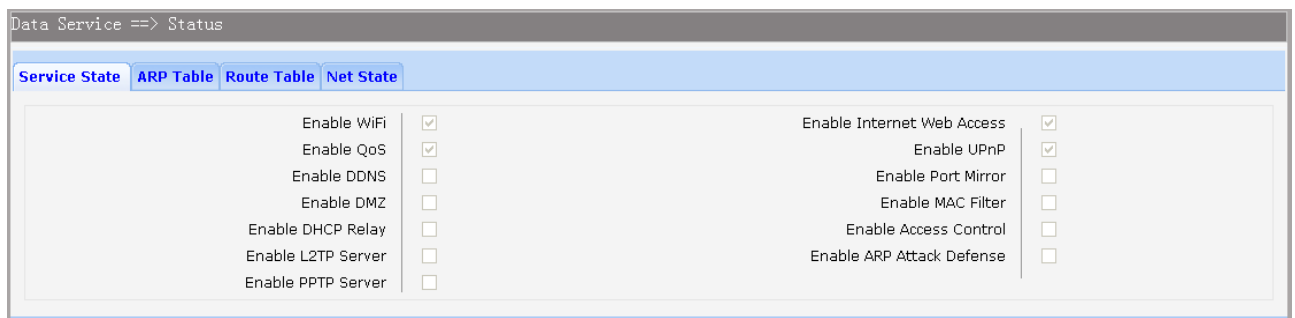 Data Service ==> Status
Service State ARP Table Route Table Net State
Enable WiFi Enable Internet Web Access
Enable QoS Enable UPnP
Enable DDNS Enable Port Mirror
Enable DMZ Enable MAC Filter
Enable DHCP Relay Enable Access Control
Enable L2TP Server Enable ARP Attack Defense
Enable PPTP Server